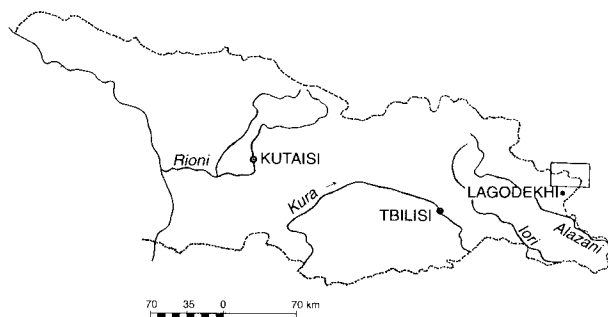 Rioni
KUTAISI
Kura →
TBILISI
LAGODEKHI
Iori
Alazani
70 35 0 70 km